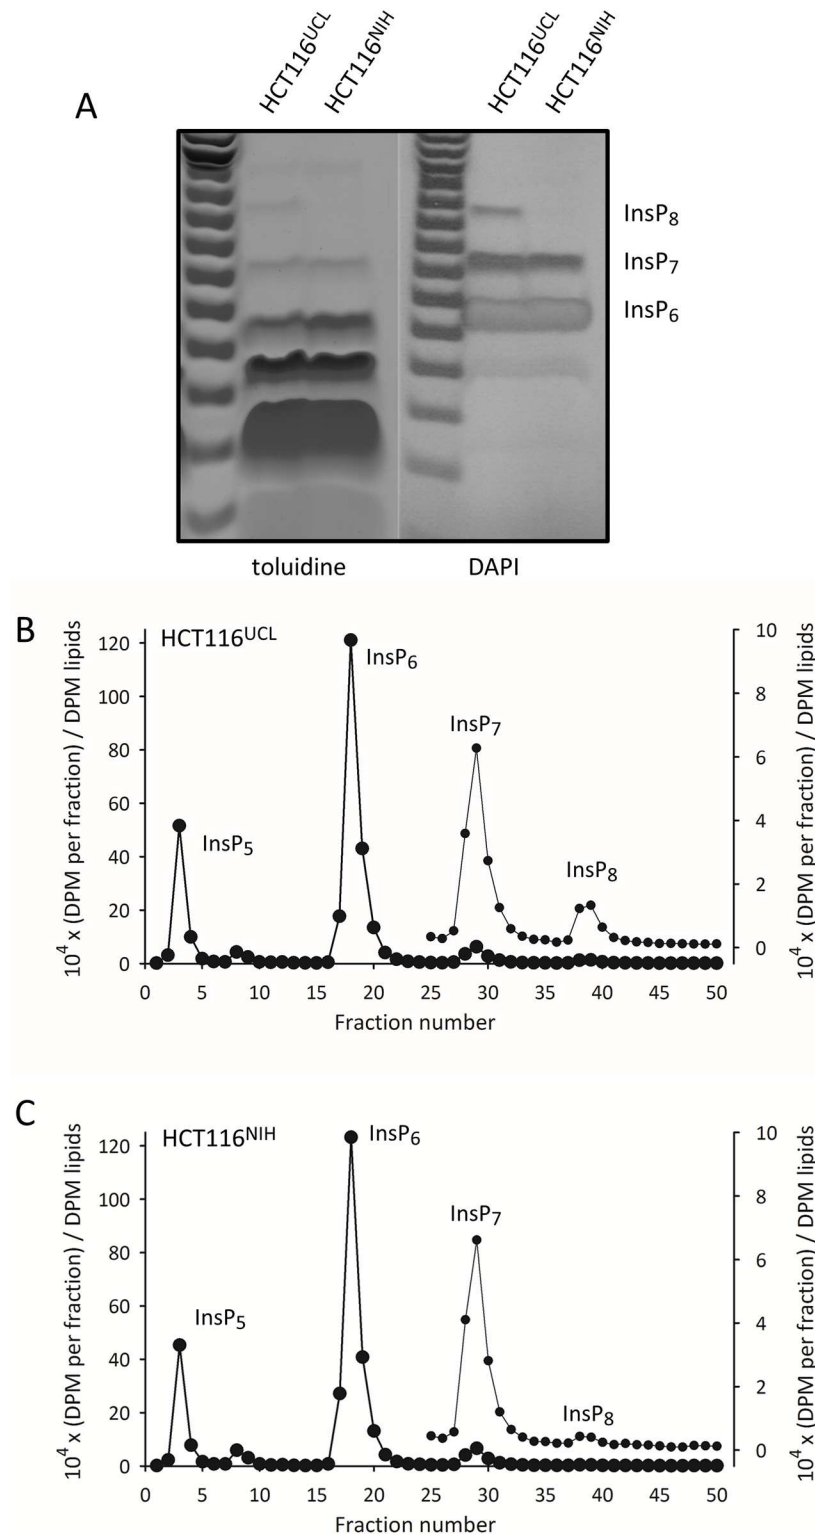 A
HCT116ᵁᶜᴸ
HCT116ᴺᴵᴴ
HCT116ᵁᶜᴸ
HCT116ᴺᴵᴴ
InsP₈
InsP₇
InsP₆
toluidine
DAPI
B
HCT116ᵁᶜᴸ
10⁴ x (DPM per fraction) / DPM lipids
120
100
80
60
40
20
0
InsP₅
InsP₆
InsP₇
InsP₈
10
8
6
4
2
0
10⁴ x (DPM per fraction) / DPM lipids
0 5 10 15 20 25 30 35 40 45 50
Fraction number
C
HCT116ᴺᴵᴴ
10⁴ x (DPM per fraction) / DPM lipids
120
100
80
60
40
20
0
InsP₅
InsP₆
InsP₇
InsP₈
10
8
6
4
2
0
10⁴ x (DPM per fraction) / DPM lipids
0 5 10 15 20 25 30 35 40 45 50
Fraction number